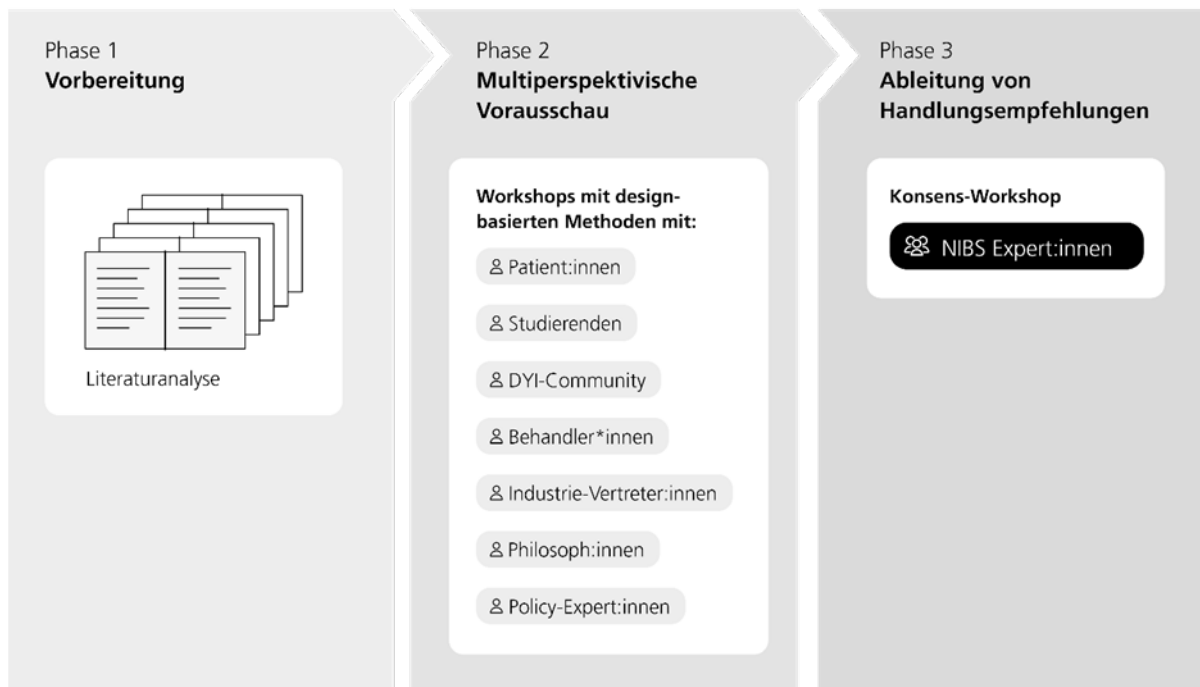 Phase 1
Vorbereitung
Literaturanalyse
Phase 2
Multiperspektivische
Vorausschau
Workshops mit design-
basierten Methoden mit:
Patient:innen
Studierenden
DYI-Community
Behandler*innen
Industrie-Vertreter:innen
Philosoph:innen
Policy-Expert:innen
Phase 3
Ableitung von
Handlungsempfehlungen
Konsens-Workshop
NIBS Expert:innen